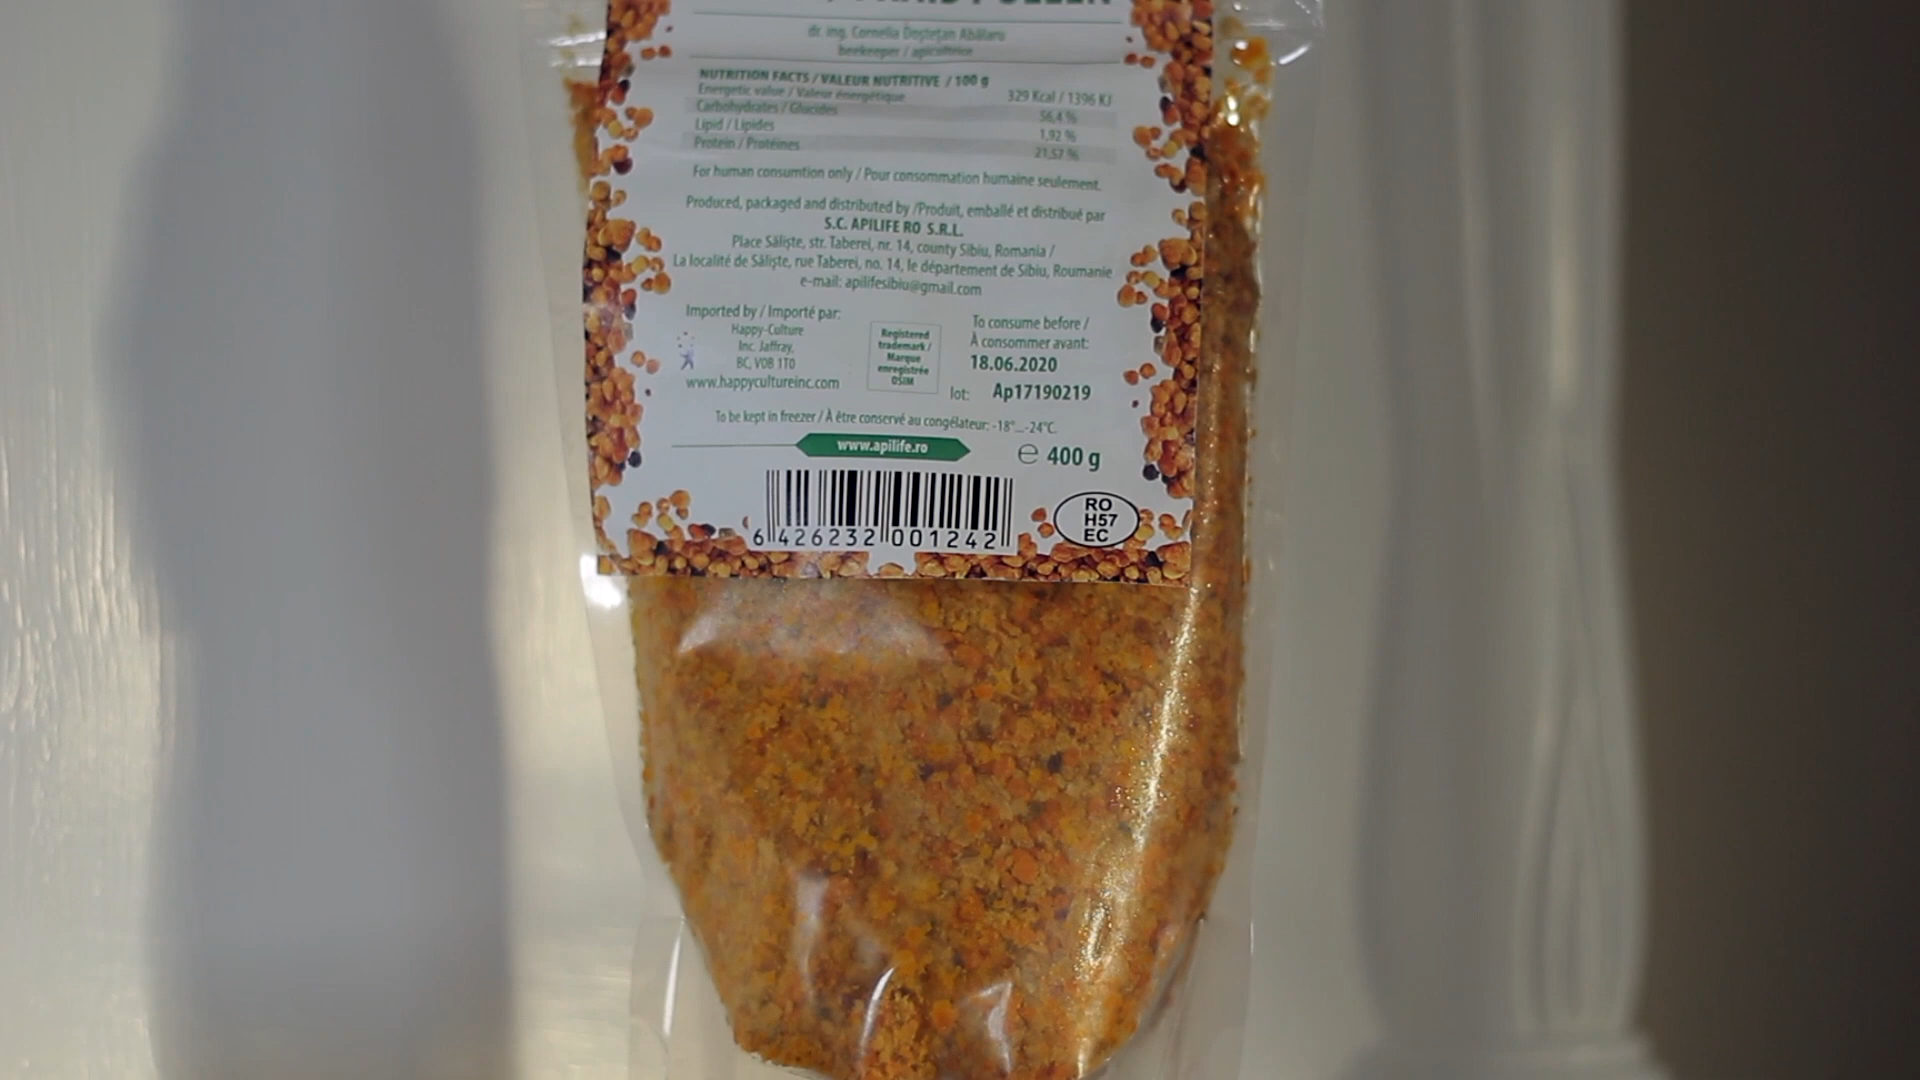 dr. ing. Cornelia Doștețan Abălaru
beekeeper / apicultrice
NUTRITION FACTS / VALEUR NUTRITIVE / 100 g
Energetic value / Valeur énergétique 329 Kcal / 1396 KJ
Carbohydrates / Glucides 56,4 %
Lipid / Lipides 1,92 %
Protein / Protéines 21,57 %
For human consumtion only / Pour consommation humaine seulement.
Produced, packaged and distributed by /Produit, emballé et distribué par
S.C. APILIFE RO S.R.L.
Place Săliște, str. Taberei, nr. 14, county Sibiu, Romania /
La localité de Săliște, rue Taberei, no. 14, le département de Sibiu, Roumanie
e-mail: apilifesibiu@gmail.com
Imported by / Importé par:
Happy-Culture
Inc. Jaffray,
BC, V0B 1T0
www.happycultureinc.com
Registered
trademark /
Marque
enregistrée
OSIM
To consume before /
À consommer avant:
18.06.2020
lot: Ap17190219
To be kept in freezer / À être conservé au congélateur: -18°...-24°C.
www.apilife.ro
e 400 g
6 426232 001242
RO
H57
EC